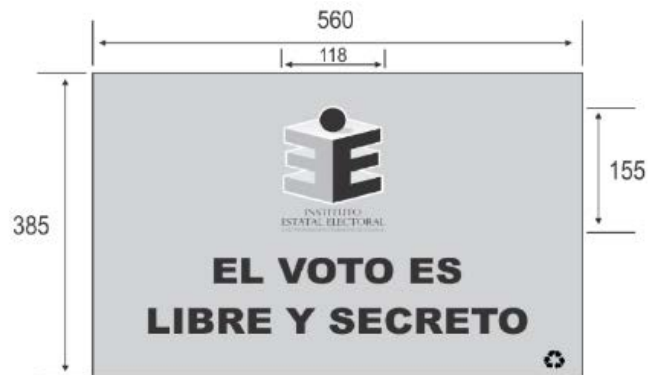 560
118
385
155
INSTITUTO
ESTATAL ELECTORAL
EL VOTO ES
LIBRE Y SECRETO